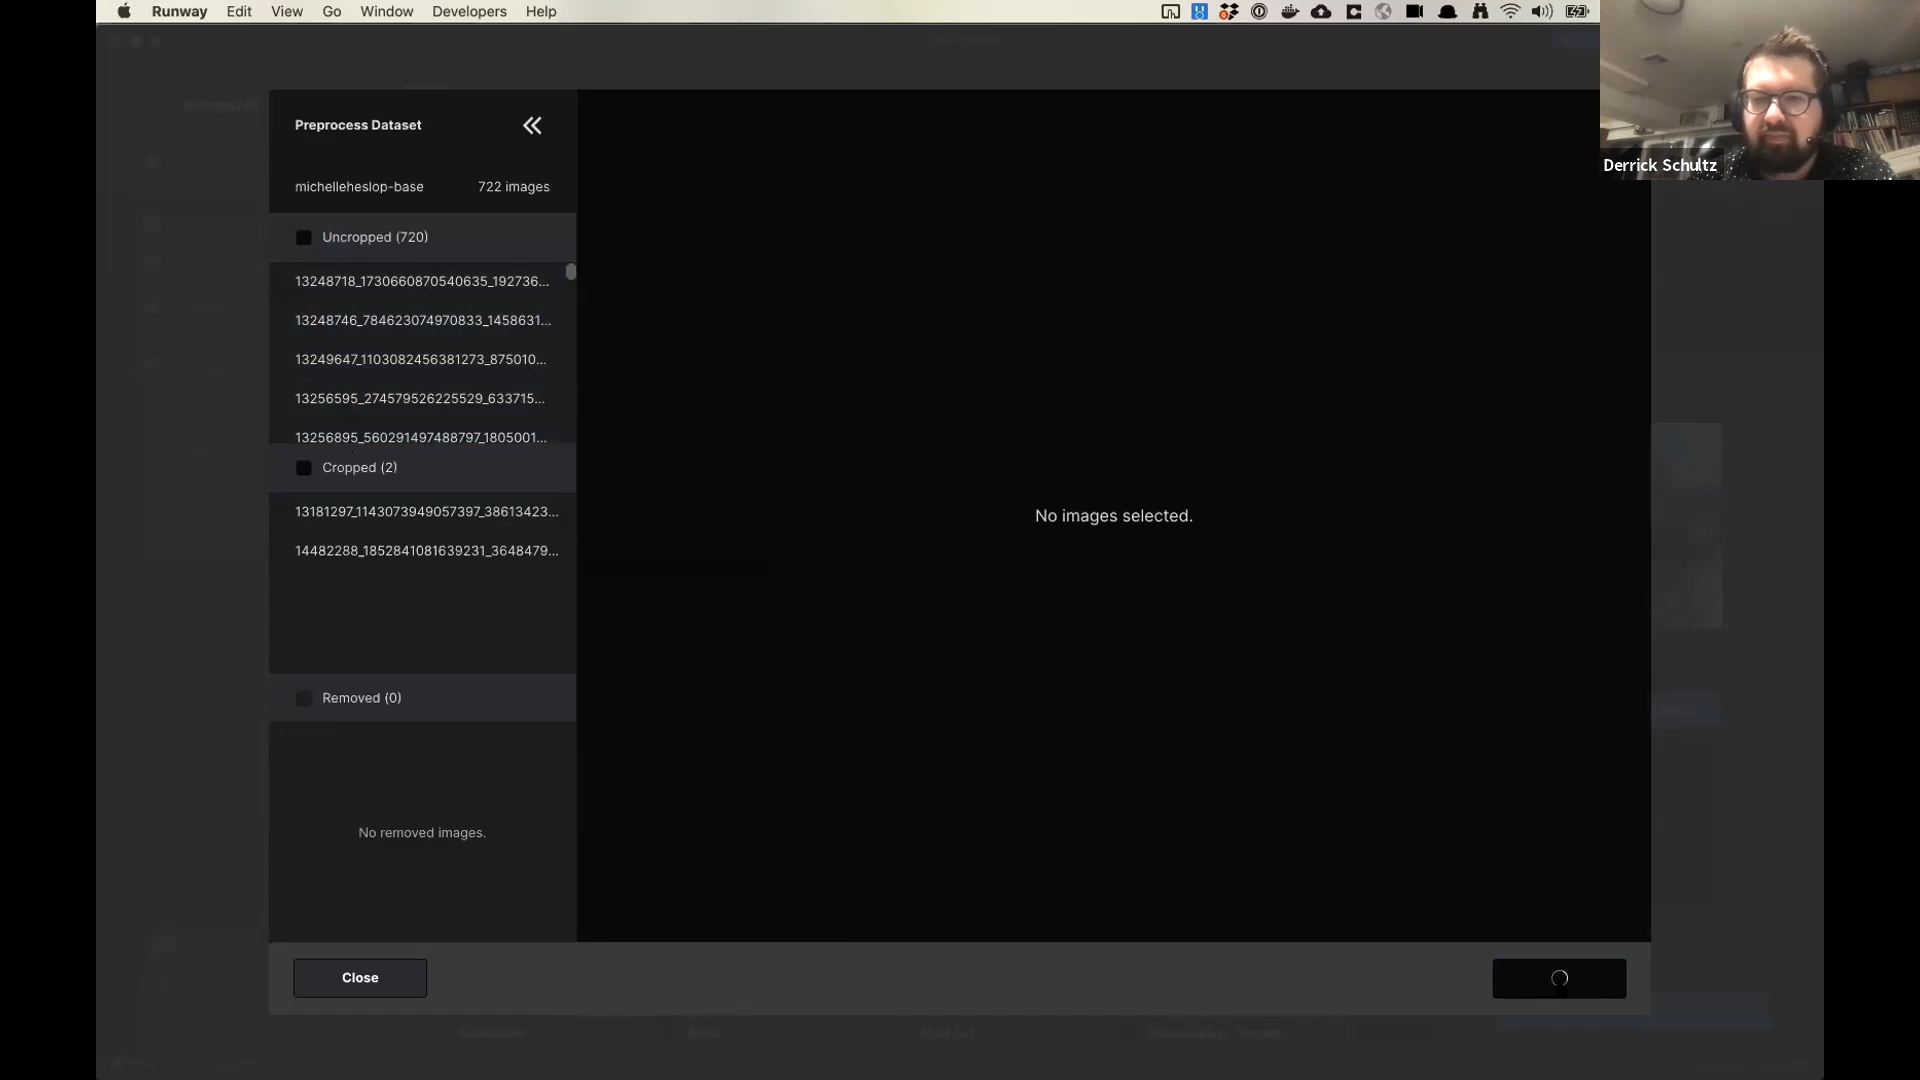 Runway Edit View Go Window Developers Help
Derrick Schultz
Preprocess Dataset
michelleheslop-base 722 images
Uncropped (720)
13248718_1730660870540635_192736...
13248746_784623074970833_1458631...
13249647_1103082456381273_875010...
13256595_274579526225529_633715...
13256895_560291497488797_1805001...
Cropped (2)
13181297_1143073949057397_38613423...
14482288_1852841081639231_3648479...
No images selected.
Removed (0)
No removed images.
Close